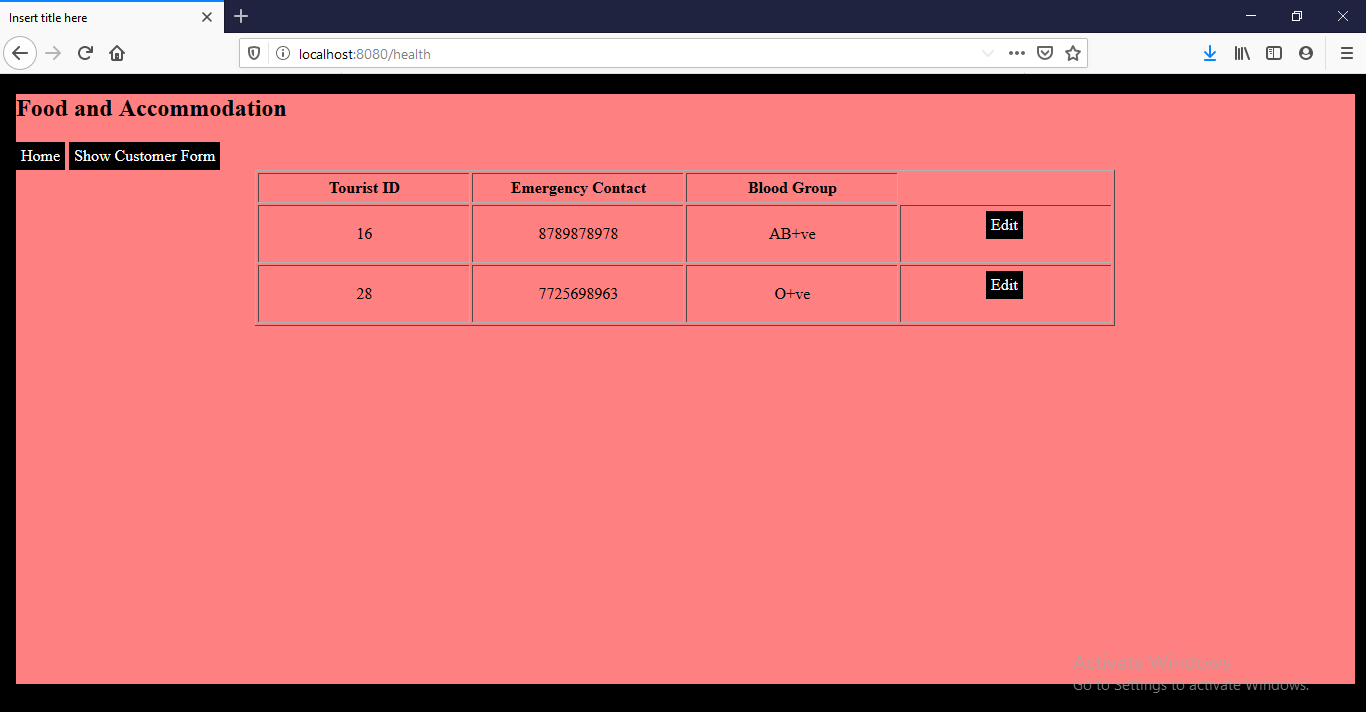 Insert title here
localhost:8080/health
Food and Accommodation
Home Show Customer Form
Tourist ID Emergency Contact Blood Group
16 8789878978 AB+ve Edit
28 7725698963 O+ve Edit
Activate Windows
Go to Settings to activate Windows.